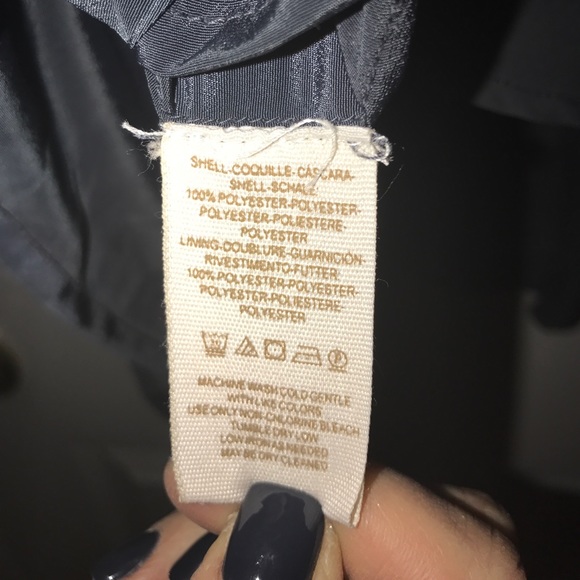 SHELL-COQUILLE-CASCARA-
SHELL-SCHALE
100% POLYESTER-POLYESTER-
POLYESTER-POLIESTERE-
POLYESTER
LINING-DOUBLURE-GUARNICIÓN-
RIVESTIMENTO-FUTTER
100% POLYESTER-POLYESTER-
POLYESTER-POLIESTERE-
POLYESTER
30
P
MACHINE WASH COLD GENTLE
WITH LIKE COLORS
USE ONLY NON-CHLORINE BLEACH
TUMBLE DRY LOW
LOW IRON AS NEEDED
MAY BE DRY CLEANED